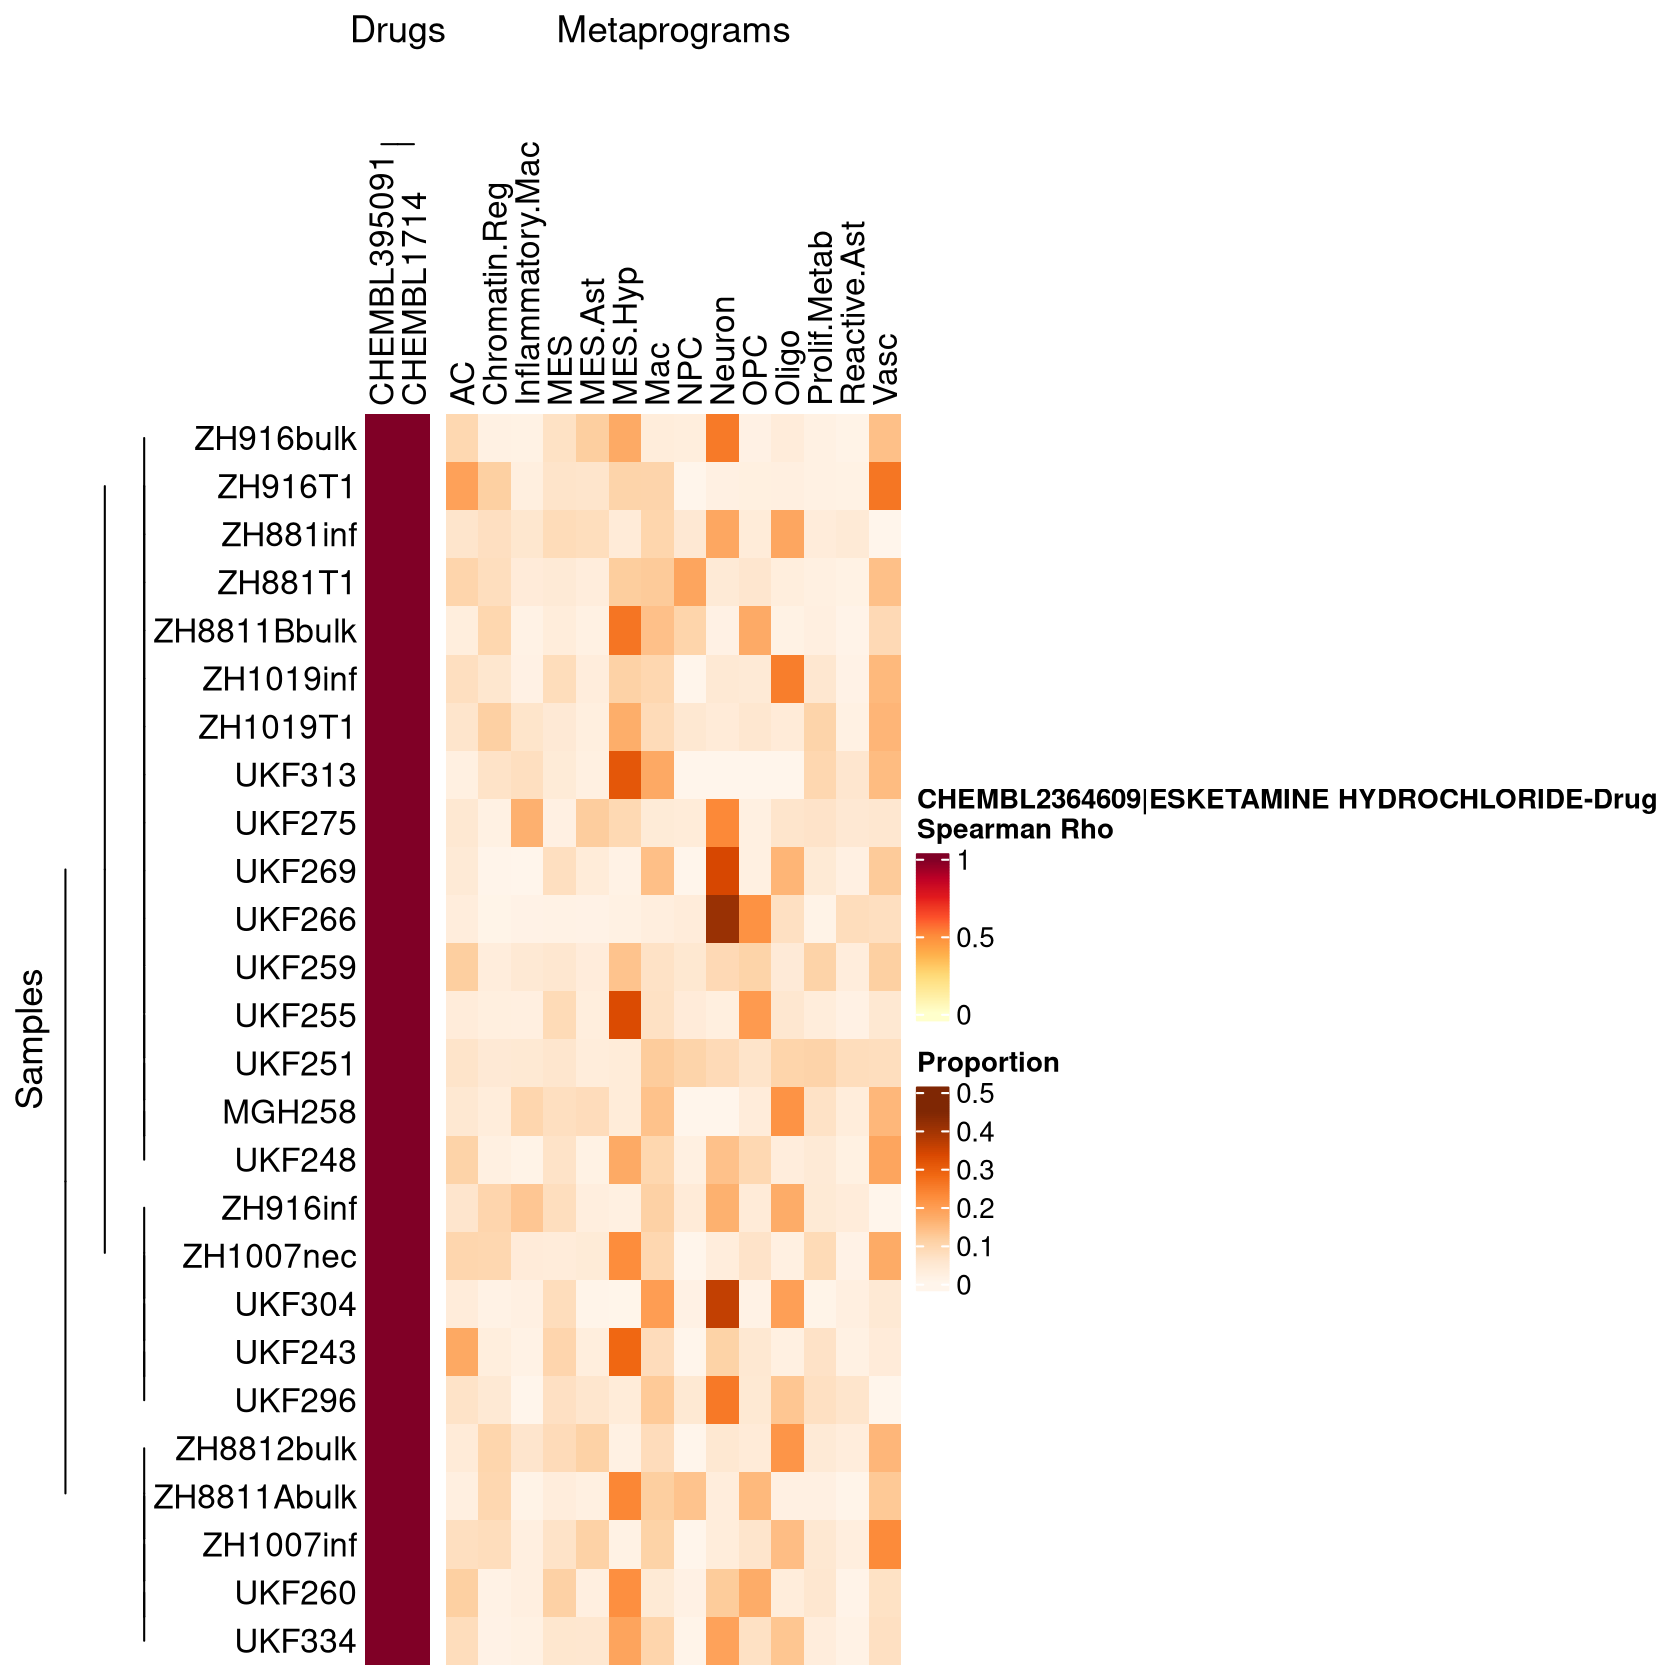 Drugs
Metaprograms
CHEMBL395091 |
CHEMBL1714 |
AC
Chromatin.Reg
Inflammatory.Mac
MES
MES.Ast
MES.Hyp
Mac
NPC
Neuron
OPC
Oligo
Prolif.Metab
Reactive.Ast
Vasc
Samples
ZH916bulk
ZH916T1
ZH881inf
ZH881T1
ZH8811Bbulk
ZH1019inf
ZH1019T1
UKF313
UKF275
UKF269
UKF266
UKF259
UKF255
UKF251
MGH258
UKF248
ZH916inf
ZH1007nec
UKF304
UKF243
UKF296
ZH8812bulk
ZH8811Abulk
ZH1007inf
UKF260
UKF334
CHEMBL2364609|ESKETAMINE HYDROCHLORIDE-Drug
Spearman Rho
1
0.5
0
Proportion
0.5
0.4
0.3
0.2
0.1
0